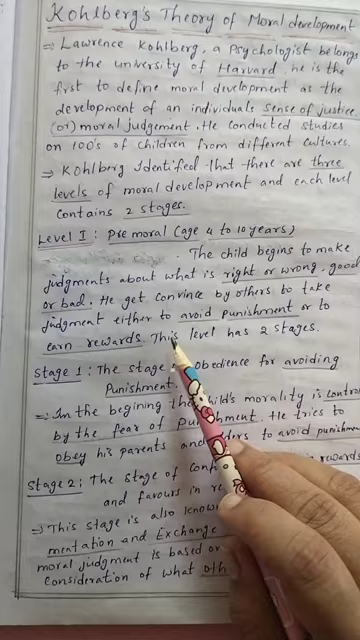 Kohlberg's Theory of Moral development
⇒ Lawrence Kohlberg, a Psychologist belongs
to the university of Harvard. he is the
first to define moral development as the
development of an individuals sense of justice
(or) moral judgement. He conducted studies
on 100's of children from different cultures.
⇒ Kohlberg Identified that there are three
levels of moral development and each level
contains 2 stages.
Level I: Pre moral (age 4 to 10 years)
The child begins to make
judgments about what is right or wrong, good
or bad. He get convince by others to take
judgment either to avoid punishment or to
earn rewards. This level has 2 stages.
Stage 1: The stage obedience for avoiding
Punishment.
⇒ In the begining the child's morality is control
by the fear of Punishment. He tries to
obey his parents and elders to avoid punishm
Stage 2: The stage of rewards
and favours in
→ This stage is also know
mentation and Exchange
moral judgment is based
consideration of what